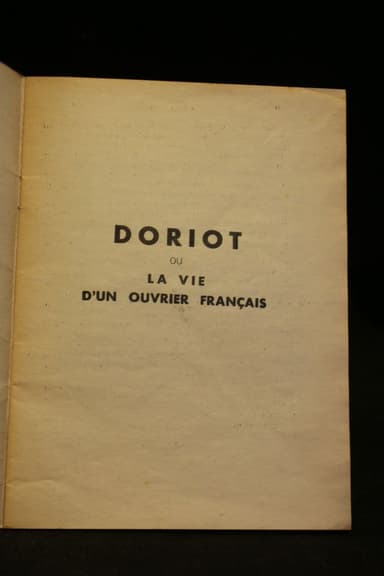 DORIOT
OU
LA VIE
D'UN OUVRIER FRANÇAIS